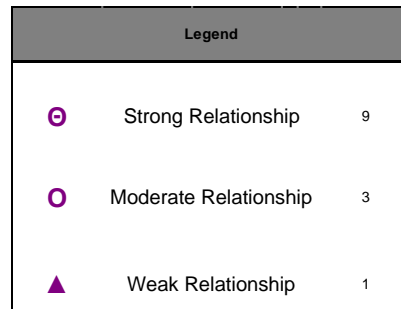 Legend
Θ Strong Relationship 9
Ο Moderate Relationship 3
▲ Weak Relationship 1